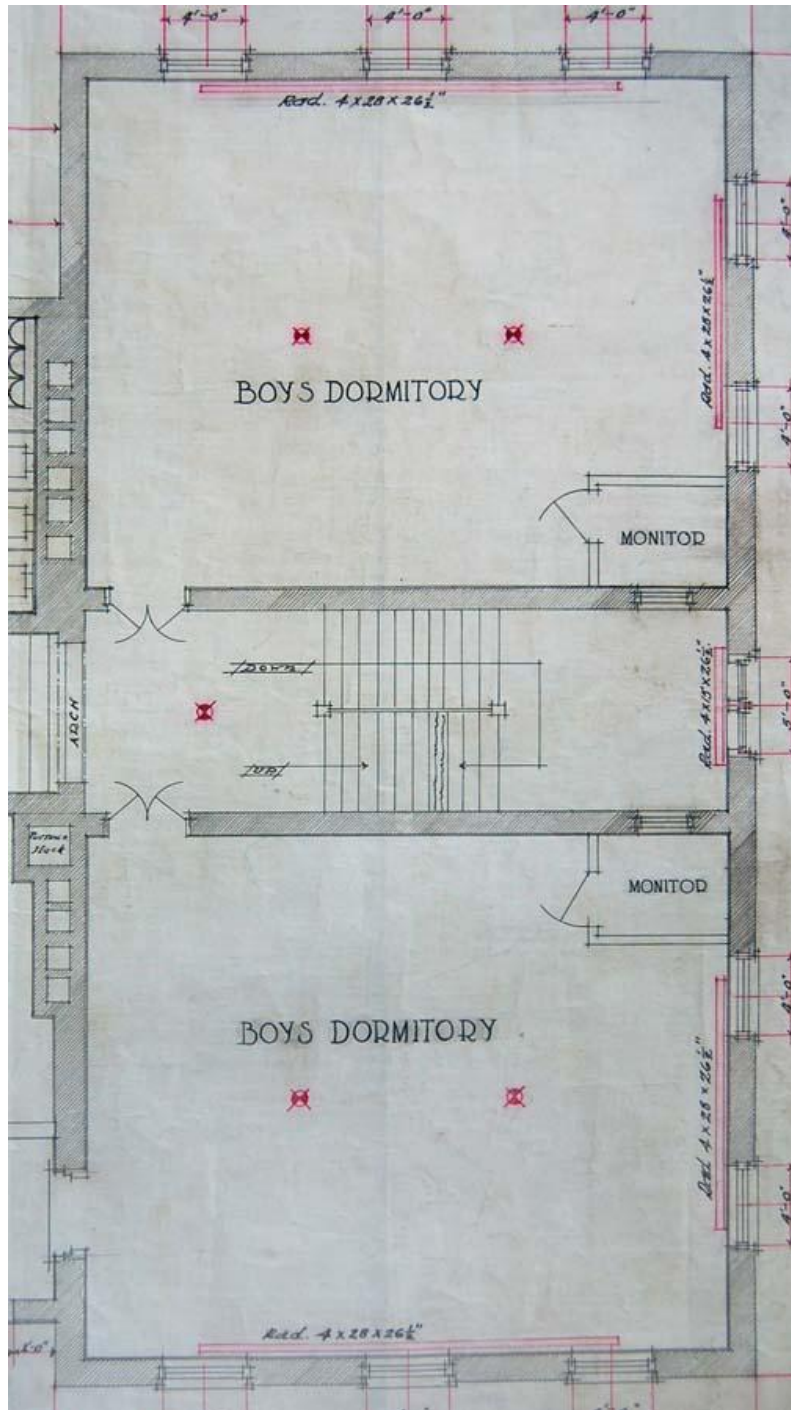 4'-0" 4'-0" 4'-0"
Rad. 4 x 28 x 26½"
4'-0"
Rad. 4 x 28 x 26½"
BOYS DORMITORY
4'-0"
MONITOR
DOWN
ARCH
UP
Rad. 4 x 15 x 26½"
5'-0"
MONITOR
4'-0"
BOYS DORMITORY
Rad. 4 x 28 x 26½"
4'-0"
Rad. 4 x 28 x 26½"